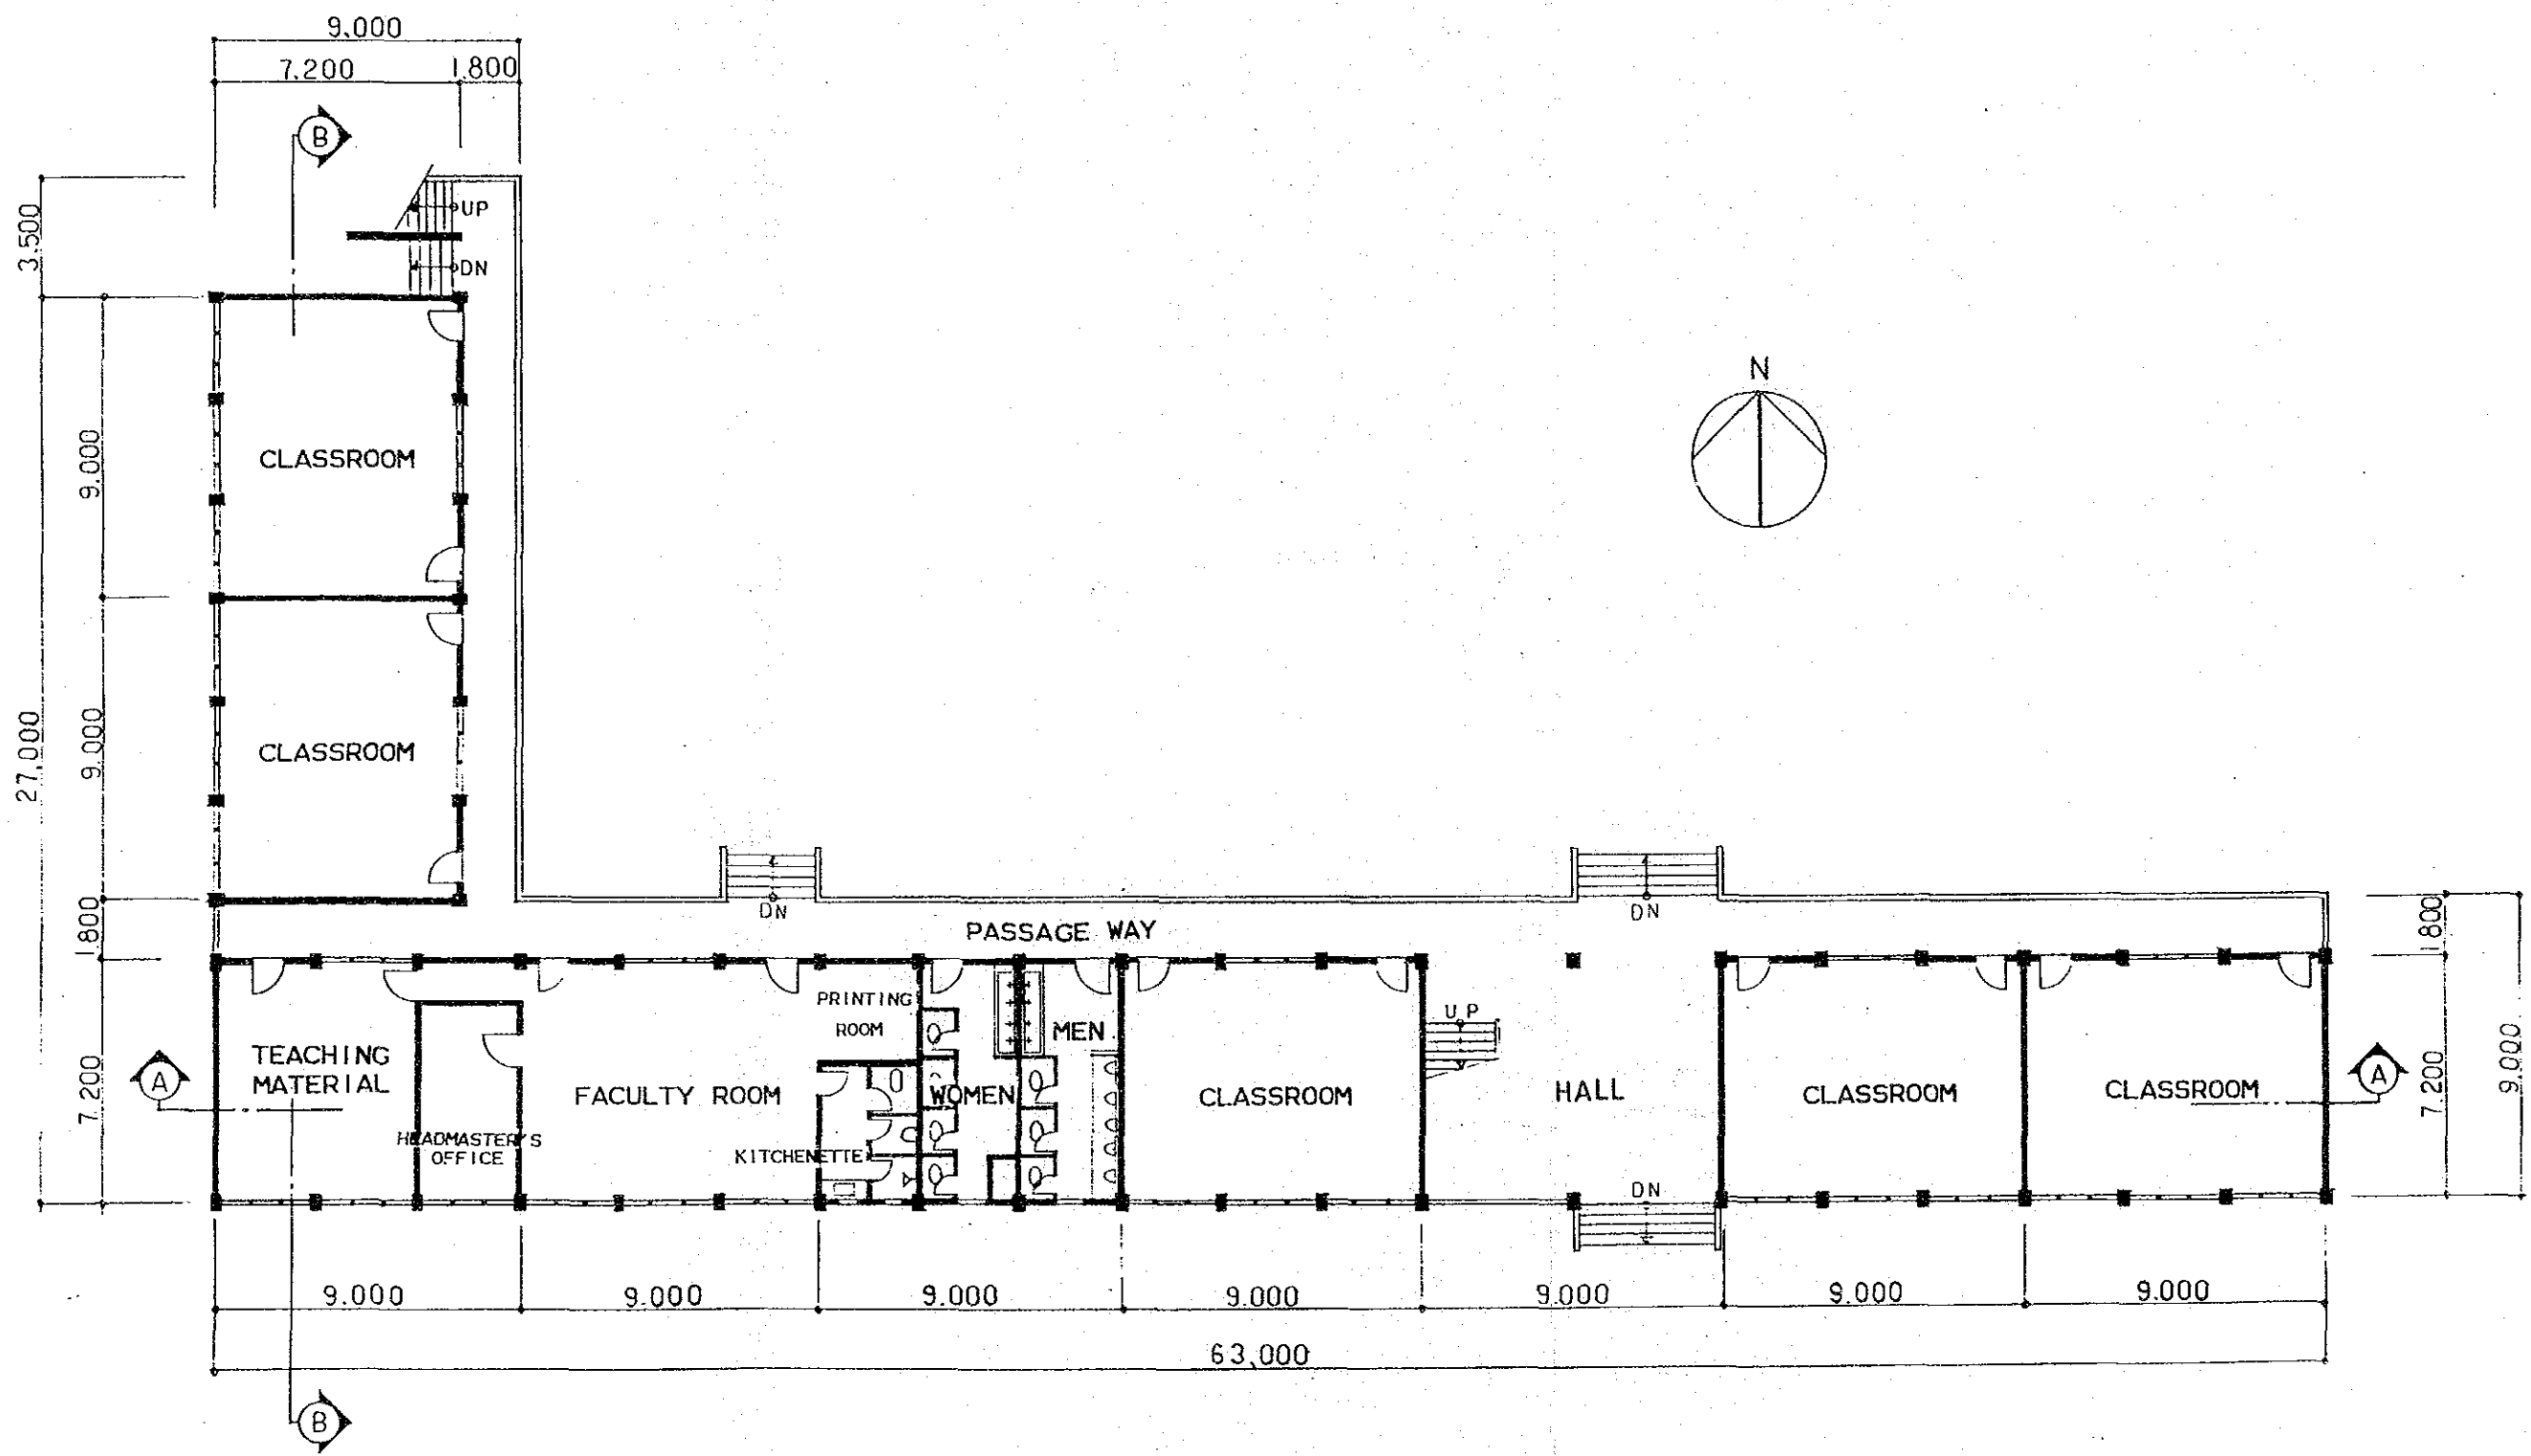 9.000
7.200
1.800
B
UP
DN
3.500
N
9.000
CLASSROOM
27.000
9.000
CLASSROOM
DN
DN
1.800
PASSAGE WAY
1.800
PRINTING
ROOM
UP
MEN
9.000
TEACHING
MATERIAL
A
7.200
FACULTY ROOM
WOMEN
CLASSROOM
HALL
CLASSROOM
CLASSROOM
A
7.200
HEADMASTER'S
OFFICE
KITCHENETTE
DN
9.000
9.000
9.000
9.000
9.000
9.000
9.000
63,000
B